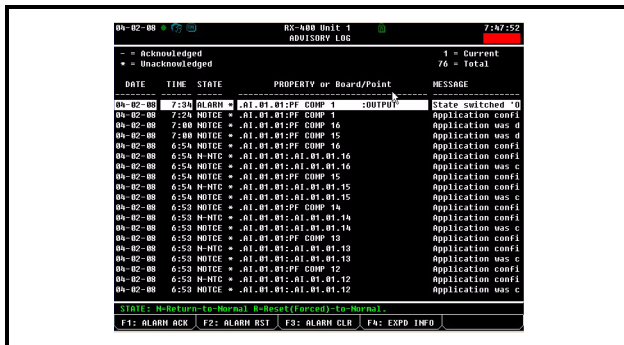 04-02-08 RX-400 Unit 1 7:47:52
ADVISORY LOG
- = Acknowledged 1 = Current
* = Unacknowledged 76 = Total
DATE TIME STATE PROPERTY or Board/Point MESSAGE
04-02-08 7:34 ALARM * .AI.01.01:PF COMP 1 :OUTPUT State switched 'O
04-02-08 7:24 NOTCE * .AI.01.01:PF COMP 1 Application confi
04-02-08 7:00 NOTCE * .AI.01.01:PF COMP 16 Application was d
04-02-08 7:00 NOTCE * .AI.01.01:PF COMP 15 Application was d
04-02-08 6:54 NOTCE * .AI.01.01:PF COMP 16 Application confi
04-02-08 6:54 N-NTC * .AI.01.01:.AI.01.01.16 Application confi
04-02-08 6:54 NOTCE * .AI.01.01:.AI.01.01.16 Application was c
04-02-08 6:54 NOTCE * .AI.01.01:PF COMP 15 Application confi
04-02-08 6:54 N-NTC * .AI.01.01:.AI.01.01.15 Application confi
04-02-08 6:54 NOTCE * .AI.01.01:.AI.01.01.15 Application was c
04-02-08 6:53 NOTCE * .AI.01.01:PF COMP 14 Application confi
04-02-08 6:53 N-NTC * .AI.01.01:.AI.01.01.14 Application confi
04-02-08 6:53 NOTCE * .AI.01.01:.AI.01.01.14 Application was c
04-02-08 6:53 NOTCE * .AI.01.01:PF COMP 13 Application confi
04-02-08 6:53 N-NTC * .AI.01.01:.AI.01.01.13 Application confi
04-02-08 6:53 NOTCE * .AI.01.01:.AI.01.01.13 Application was c
04-02-08 6:53 NOTCE * .AI.01.01:PF COMP 12 Application confi
04-02-08 6:53 N-NTC * .AI.01.01:.AI.01.01.12 Application confi
04-02-08 6:53 NOTCE * .AI.01.01:.AI.01.01.12 Application was c
STATE: N=Return-to-Normal R=Reset(Forced)-to-Normal.
F1: ALARM ACK F2: ALARM RST F3: ALARM CLR F4: EXPD INFO